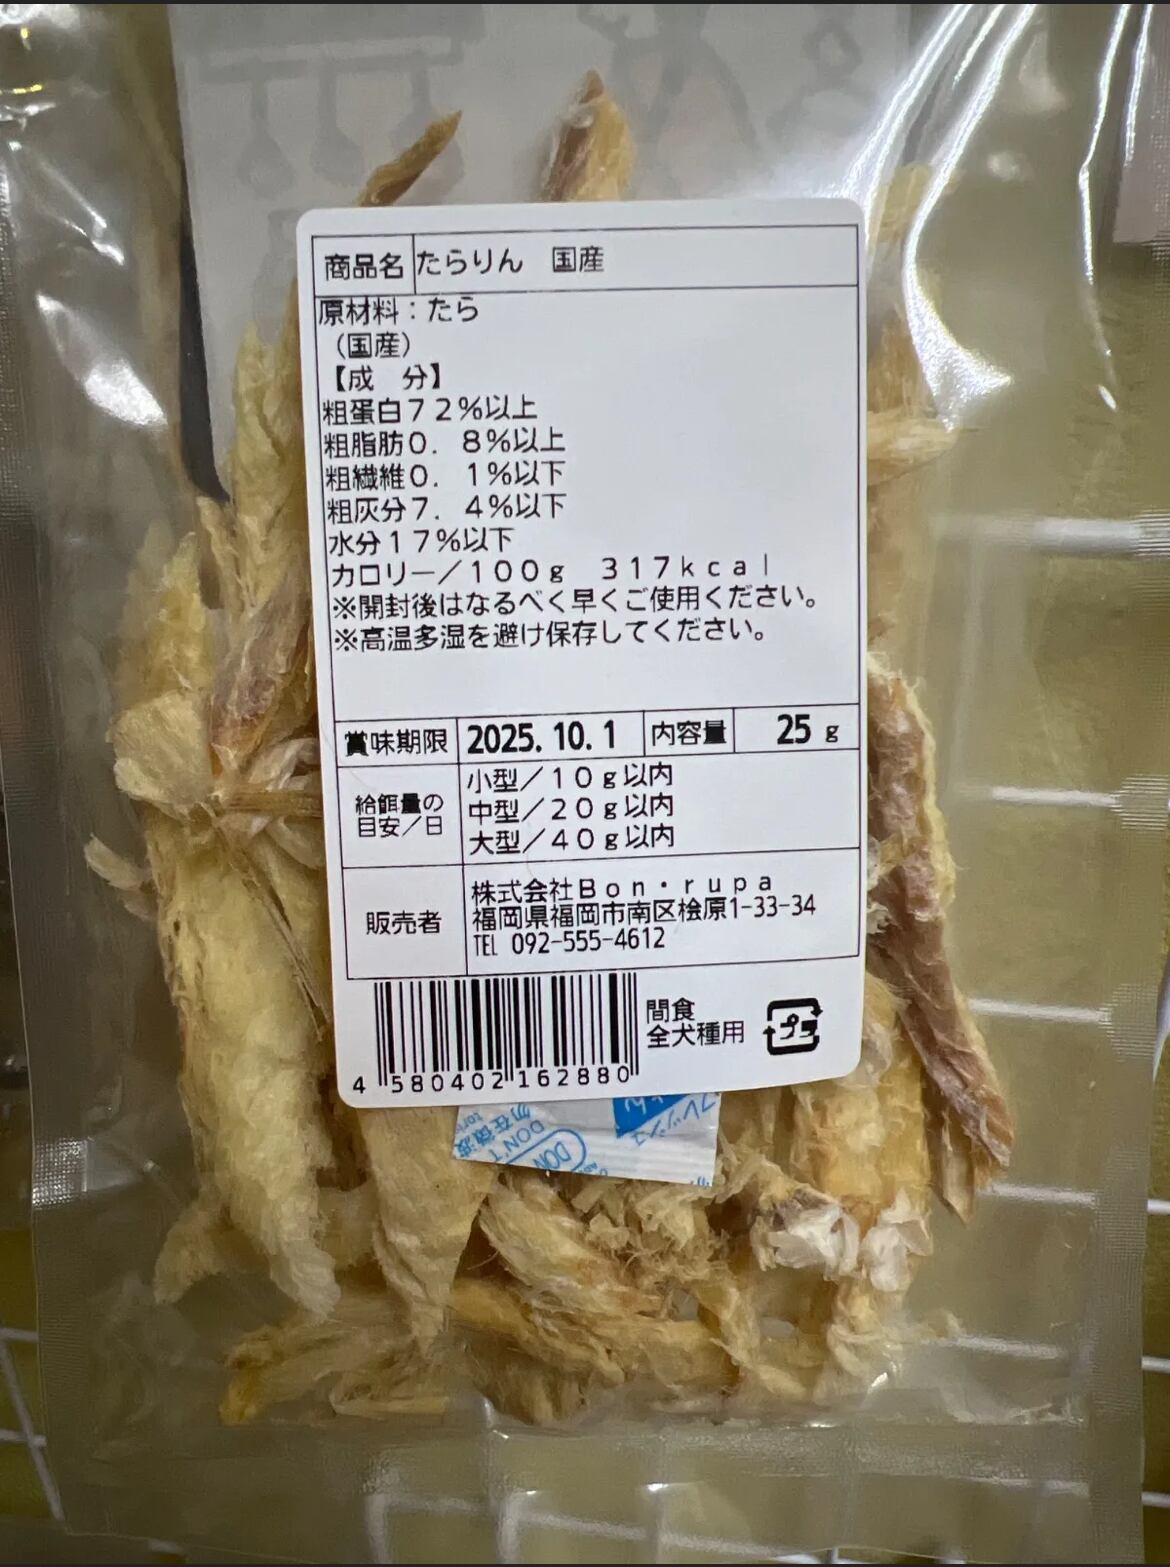 商品名 たらりん　国産
原材料：たら
（国産）
【成　分】
粗蛋白７２％以上
粗脂肪０．８％以上
粗繊維０．１％以下
粗灰分７．４％以下
水分１７％以下
カロリー／１００ｇ　３１７ｋｃａｌ
※開封後はなるべく早くご使用ください。
※高温多湿を避け保存してください。
賞味期限 2025.10.1 内容量 25 g
給餌量の
目安／日
小型／１０ｇ以内
中型／２０ｇ以内
大型／４０ｇ以内
販売者
株式会社Ｂｏｎ・ｒｕｐａ
福岡県福岡市南区桧原1-33-34
TEL 092-555-4612
4 580402 162880
間食
全犬種用
プラ
DON'T
DON